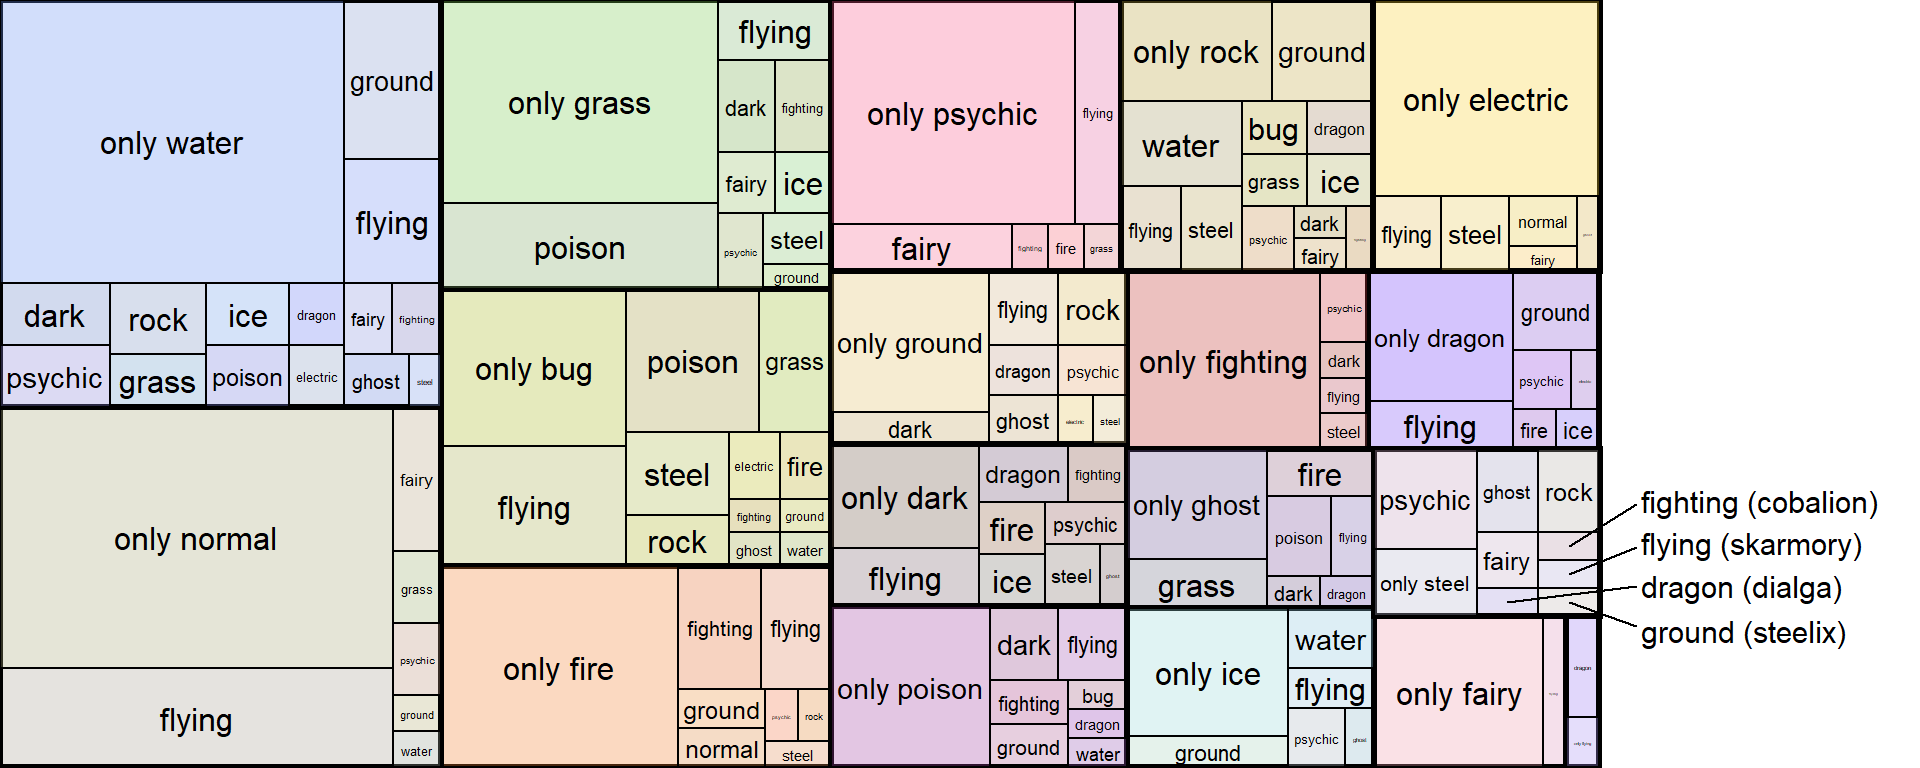 only water
ground
flying
dark
rock
ice
dragon
fairy
fighting
psychic
grass
poison
electric
ghost
steel
only normal
fairy
grass
psychic
ground
water
flying
only grass
flying
dark
fighting
fairy
ice
poison
psychic
steel
ground
only bug
poison
grass
flying
steel
electric
fire
rock
fighting
ground
ghost
water
only fire
fighting
flying
ground
psychic
rock
normal
steel
only psychic
flying
fairy
fighting
fire
grass
only rock
ground
water
bug
dragon
grass
ice
flying
steel
psychic
dark
fairy
only electric
flying
steel
normal
fairy
only ground
flying
rock
dragon
psychic
dark
ghost
electric
steel
only fighting
psychic
dark
flying
steel
only dragon
ground
psychic
flying
fire
ice
only dark
dragon
fighting
fire
psychic
flying
ice
steel
ghost
only ghost
fire
poison
flying
grass
dark
dragon
psychic
ghost
rock
only steel
fairy
fighting (cobalion)
flying (skarmory)
dragon (dialga)
ground (steelix)
only poison
dark
flying
fighting
bug
dragon
ground
water
only ice
water
flying
psychic
ghost
ground
only fairy
dragon
only flying